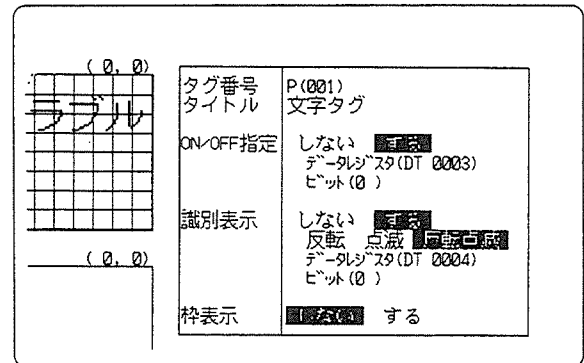 ( 0, 0)
ラブル
( 0, 0)
タグ番号 P(001)
タイトル 文字タグ
ON/OFF指定 しない する
データレジスタ(DT 0003)
ビット(0 )
識別表示 しない する
反転 点滅 反転点滅
データレジスタ(DT 0004)
ビット(0 )
枠表示 しない する